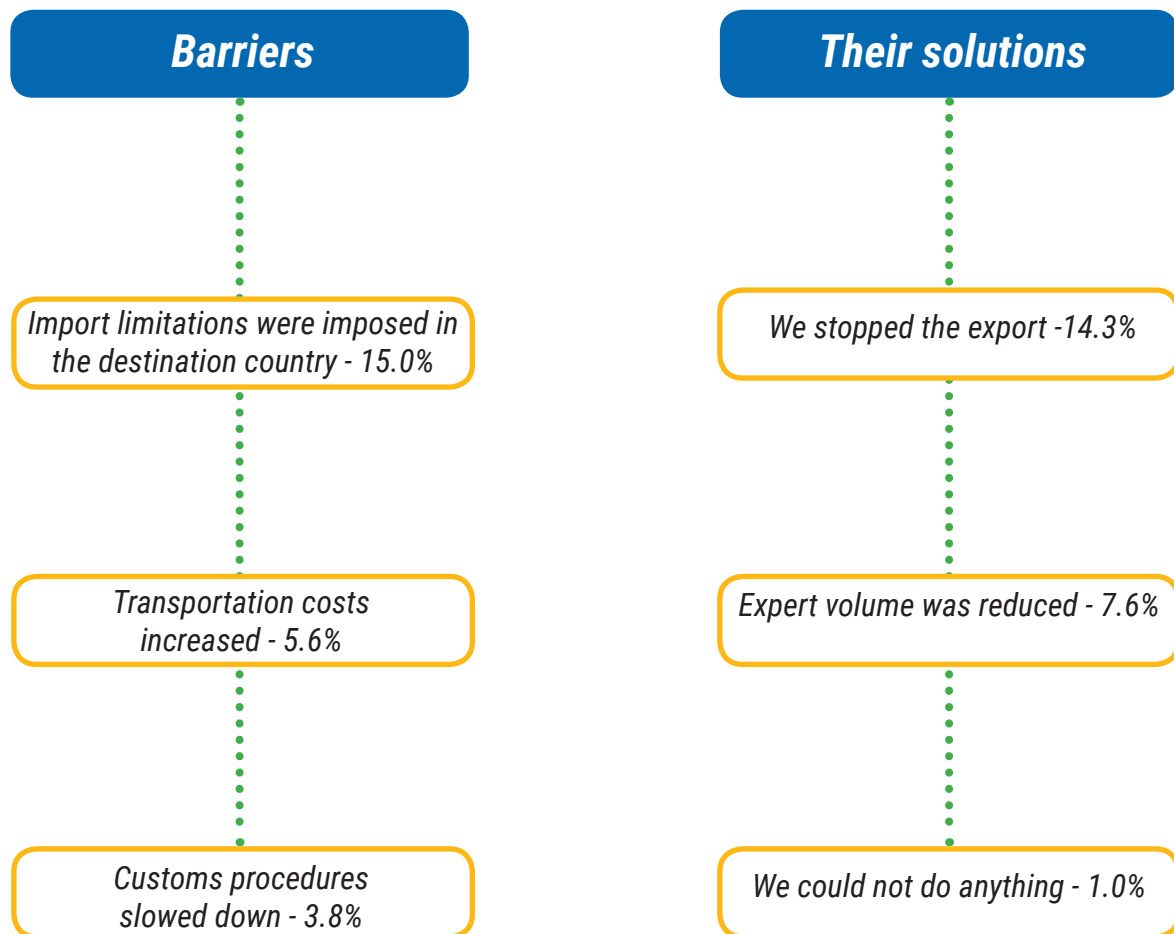 Barriers
Import limitations were imposed in
the destination country - 15.0%
Transportation costs
increased - 5.6%
Customs procedures
slowed down - 3.8%
Their solutions
We stopped the export -14.3%
Expert volume was reduced - 7.6%
We could not do anything - 1.0%